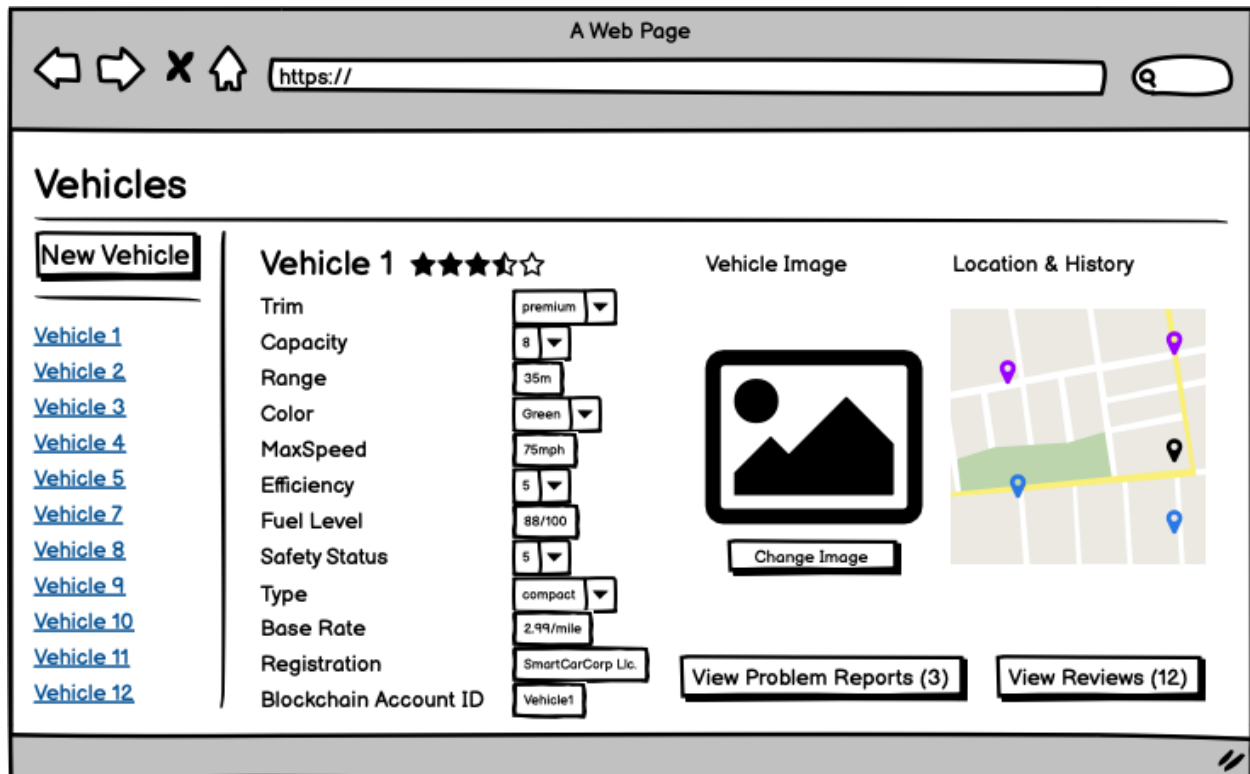 A Web Page
https://
Vehicles
New Vehicle
Vehicle 1
Vehicle 2
Vehicle 3
Vehicle 4
Vehicle 5
Vehicle 7
Vehicle 8
Vehicle 9
Vehicle 10
Vehicle 11
Vehicle 12
Vehicle 1
Trim premium
Capacity 8
Range 35m
Color Green
MaxSpeed 75mph
Efficiency 5
Fuel Level 88/100
Safety Status 5
Type compact
Base Rate 2.99/mile
Registration SmartCarCorp Llc.
Blockchain Account ID Vehicle1
Vehicle Image
Change Image
Location & History
View Problem Reports (3)
View Reviews (12)